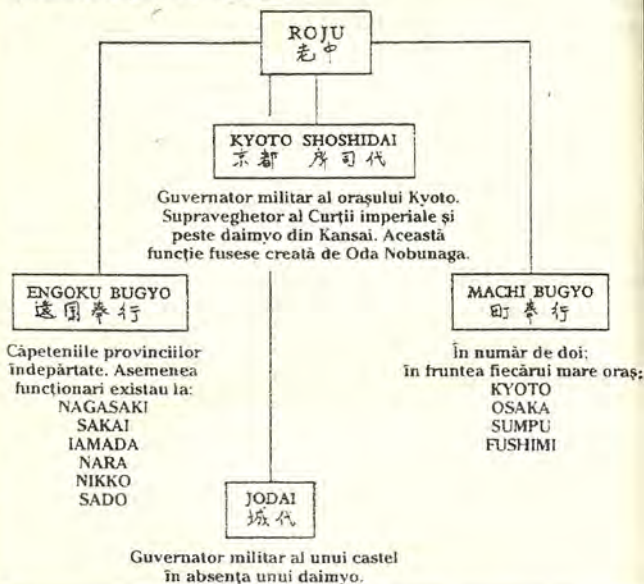 ROJU
老中
KYOTO SHOSHIDAI
京都 所司代
Guvernator militar al orașului Kyoto.
Supraveghetor al Curții imperiale și
peste daimyo din Kansai. Această
funcție fusese creată de Oda Nobunaga.
ENGOKU BUGYO
遠国奉行
Căpeteniile provinciilor
îndepărtate. Asemenea
funcționari existau la:
NAGASAKI
SAKAI
IAMADA
NARA
NIKKO
SADO
MACHI BUGYO
町奉行
În număr de doi;
în fruntea fiecărui mare oraș:
KYOTO
OSAKA
SUMPU
FUSHIMI
JODAI
城代
Guvernator militar al unui castel
în absența unui daimyo.